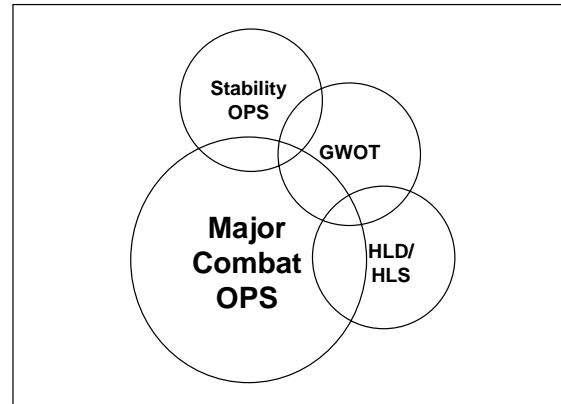 Stability
OPS
GWOT
Major
Combat
OPS
HLD/
HLS